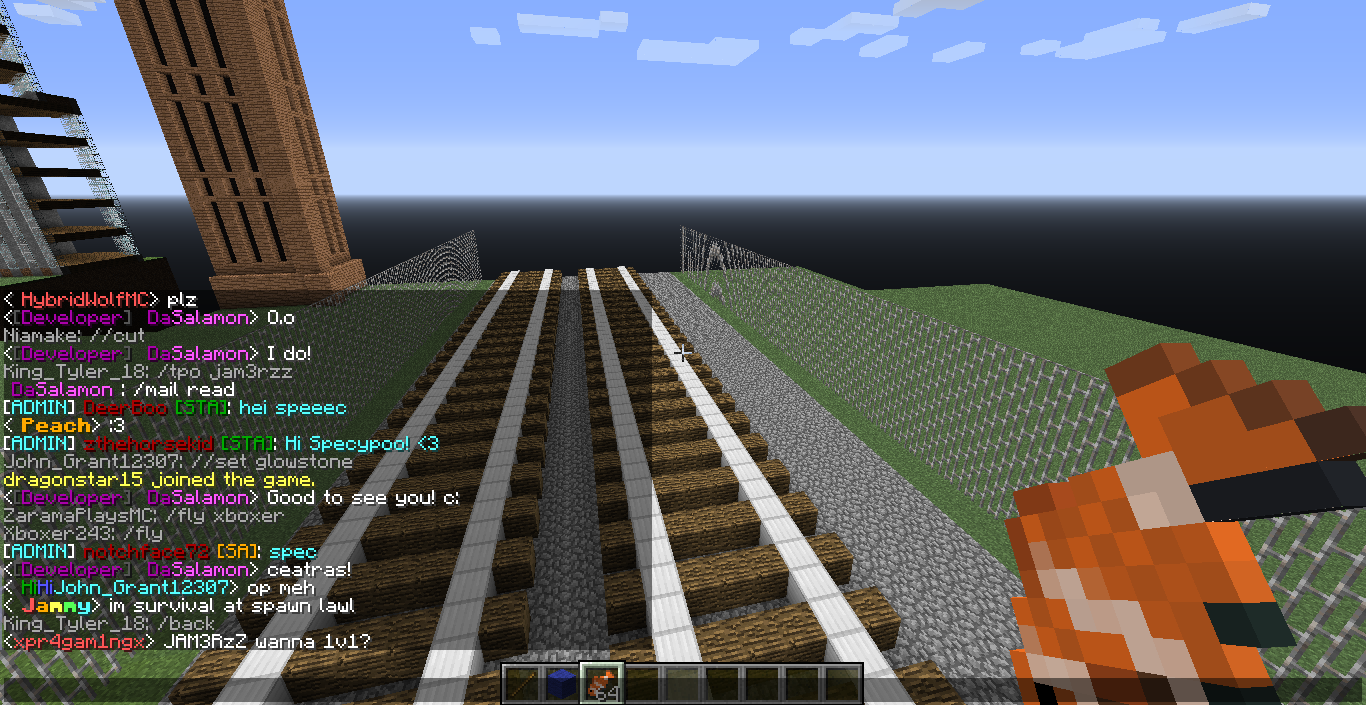 < HybridWolfMC> plz
<[Developer] DaSalamon> O.o
Niamake: //cut
<[Developer] DaSalamon> I do!
King_Tyler_18: /tpo jam3rzz
DaSalamon : /mail read
[ADMIN] DeerBoo [STA]: hei speeec
< Peach> :3
[ADMIN] zthehorsekid [STA]: Hi Specypoo! <3
John_Grant12307: //set glowstone
dragonstar15 joined the game.
<[Developer] DaSalamon> Good to see you! c:
ZaramaPlaysMC: /fly xboxer
Xboxer243: /fly
[ADMIN] notchface72 [SA]: spec
<[Developer] DaSalamon> ceatras!
< HiHiJohn_Grant12307> op meh
< Jammy> im survival at spawn lawl
King_Tyler_18: /back
<xpr4gam1ngx> JAM3RzZ wanna 1v1?
64